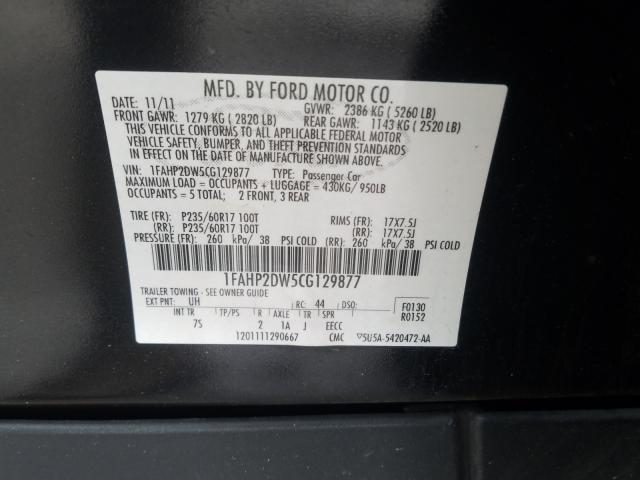 MFD. BY FORD MOTOR CO.
DATE: 11/11 GVWR: 2386 KG ( 5260 LB)
FRONT GAWR: 1279 KG ( 2820 LB) REAR GAWR: 1143 KG ( 2520 LB)
THIS VEHICLE CONFORMS TO ALL APPLICABLE FEDERAL MOTOR
VEHICLE SAFETY, BUMPER, AND THEFT PREVENTION STANDARDS
IN EFFECT ON THE DATE OF MANUFACTURE SHOWN ABOVE.
VIN: 1FAHP2DW5CG129877 TYPE: Passenger Car
MAXIMUM LOAD = OCCUPANTS + LUGGAGE = 430KG/950LB
OCCUPANTS = 5 TOTAL; 2 FRONT, 3 REAR
TIRE (FR): P235/60R17 100T RIMS (FR): 17X7.5J
(RR): P235/60R17 100T (RR): 17X7.5J
PRESSURE (FR): 260 kPa/ 38 PSI COLD (RR): 260 kPa/ 38 PSI COLD
1FAHP2DW5CG129877
TRAILER TOWING - SEE OWNER GUIDE
EXT PNT: UH RC: 44 DSO: F0130
R0152
INT TR TP/PS R AXLE TR SPR
7S 2 1A J EECC
1201111290667 CMC ▽5U5A-5420472-AA